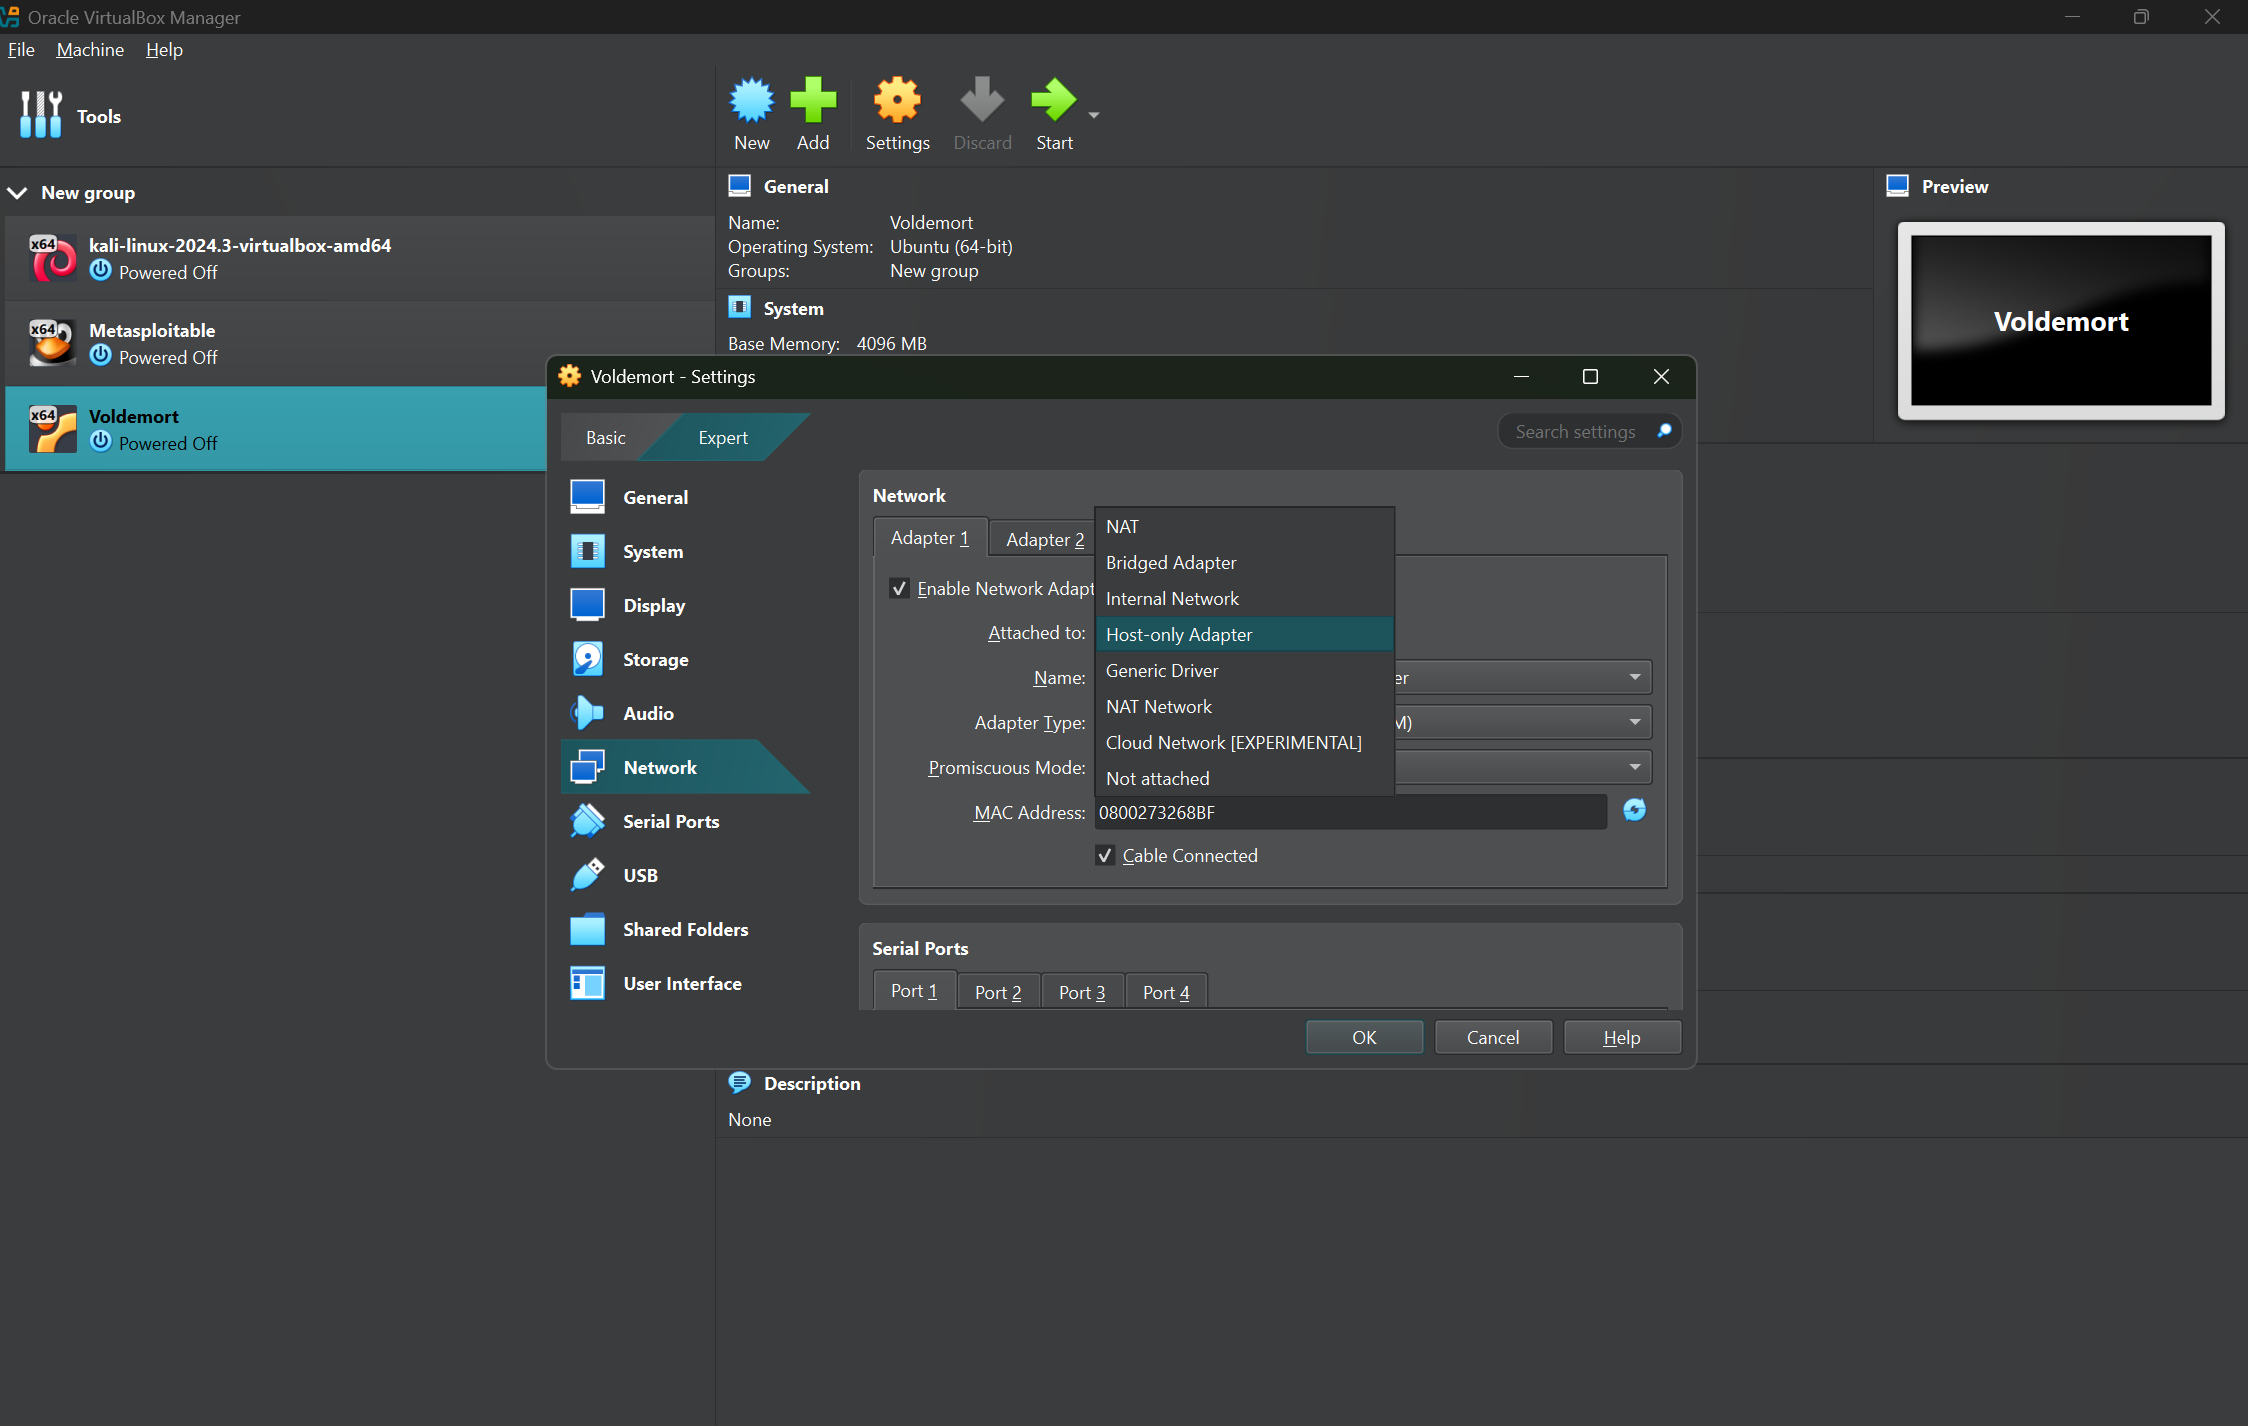 Oracle VirtualBox Manager
File Machine Help
Tools
New Add Settings Discard Start
New group
x64 kali-linux-2024.3-virtualbox-amd64
Powered Off
x64 Metasploitable
Powered Off
x64 Voldemort
Powered Off
General
Name: Voldemort
Operating System: Ubuntu (64-bit)
Groups: New group
System
Base Memory: 4096 MB
Preview
Voldemort
Voldemort - Settings
Basic Expert
Search settings
General
System
Display
Storage
Audio
Network
Serial Ports
USB
Shared Folders
User Interface
Network
Adapter 1 Adapter 2
Enable Network Adapt
Attached to:
Name: er
Adapter Type: M)
Promiscuous Mode:
NAT
Bridged Adapter
Internal Network
Host-only Adapter
Generic Driver
NAT Network
Cloud Network [EXPERIMENTAL]
Not attached
MAC Address: 0800273268BF
Cable Connected
Serial Ports
Port 1 Port 2 Port 3 Port 4
OK Cancel Help
Description
None